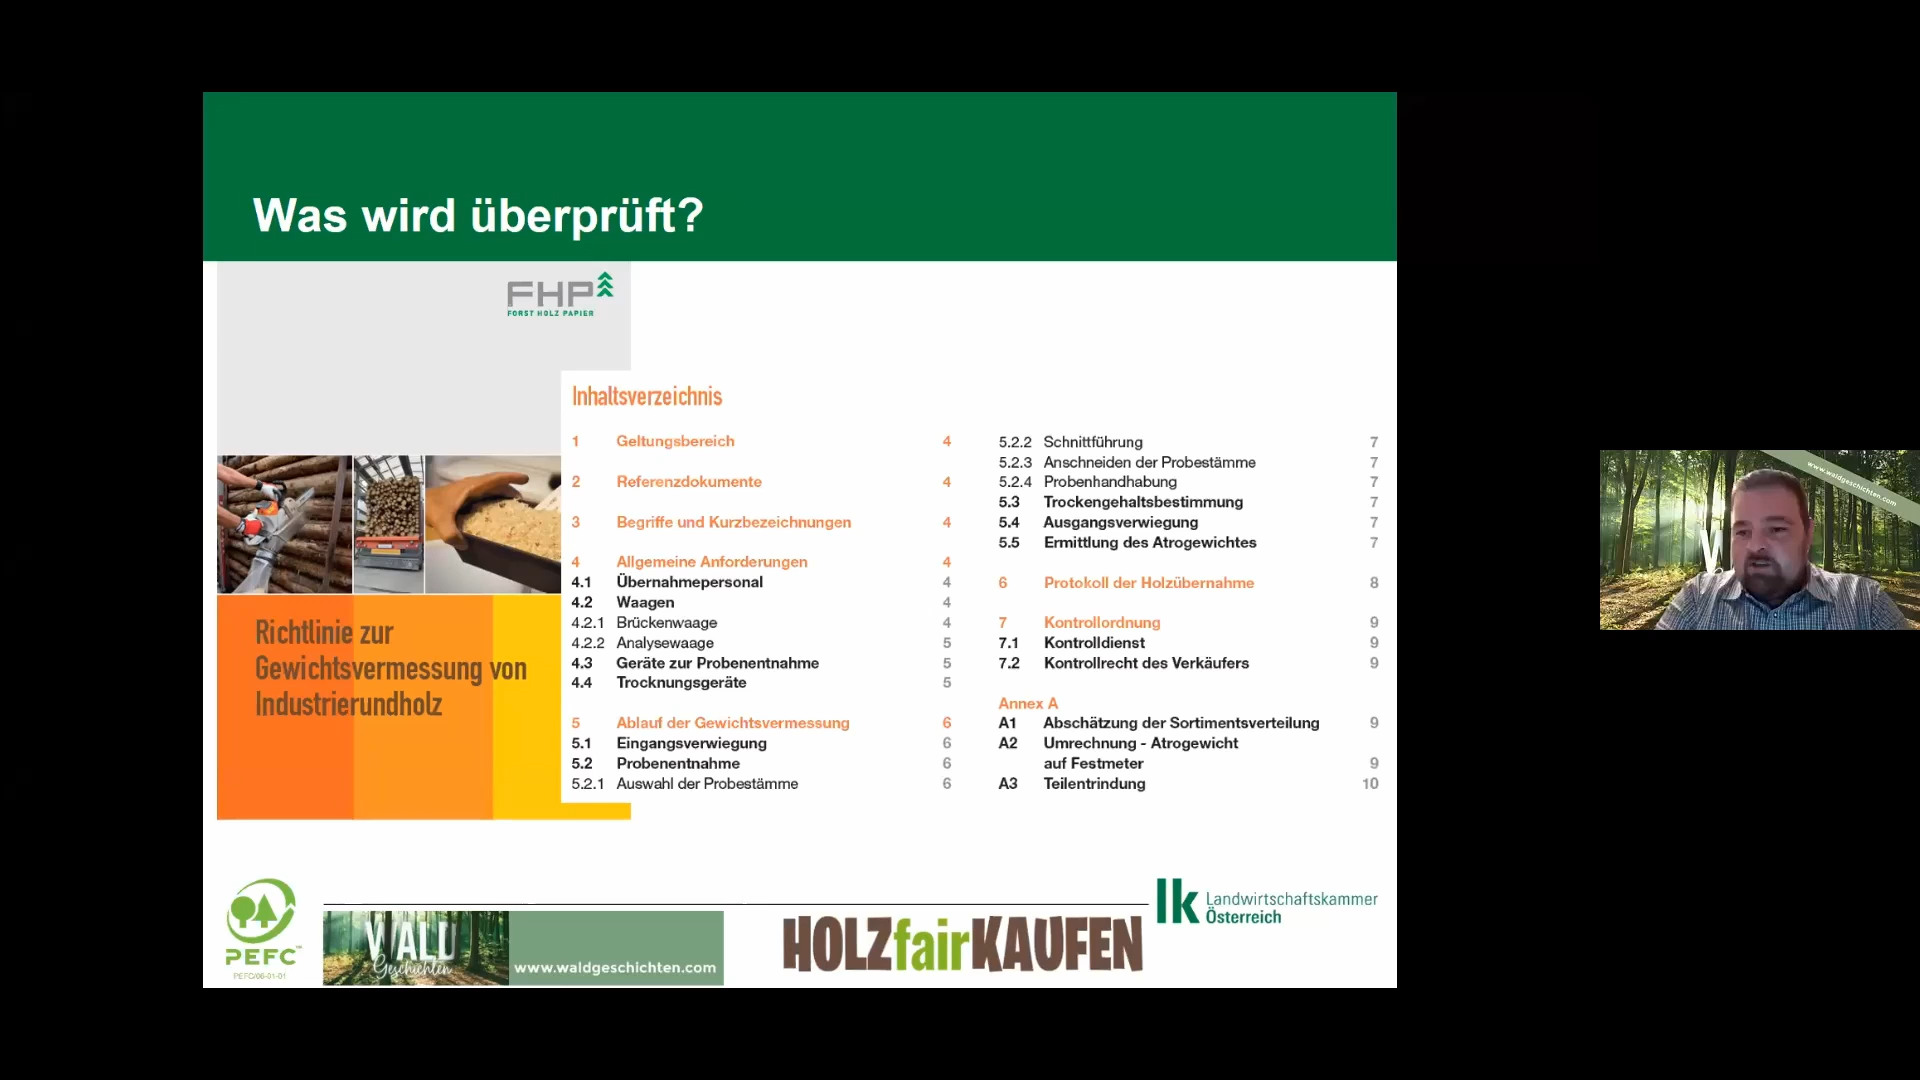 Was wird überprüft?
FHP
FORST HOLZ PAPIER
Richtlinie zur
Gewichtsvermessung von
Industrierundholz
Inhaltsverzeichnis
1 Geltungsbereich 4
2 Referenzdokumente 4
3 Begriffe und Kurzbezeichnungen 4
4 Allgemeine Anforderungen 4
4.1 Übernahmepersonal 4
4.2 Waagen 4
4.2.1 Brückenwaage 4
4.2.2 Analysewaage 5
4.3 Geräte zur Probenentnahme 5
4.4 Trocknungsgeräte 5
5 Ablauf der Gewichtsvermessung 6
5.1 Eingangsverwiegung 6
5.2 Probenentnahme 6
5.2.1 Auswahl der Probestämme 6
5.2.2 Schnittführung 7
5.2.3 Anschneiden der Probestämme 7
5.2.4 Probenhandhabung 7
5.3 Trockengehaltsbestimmung 7
5.4 Ausgangsverwiegung 7
5.5 Ermittlung des Atrogewichtes 7
6 Protokoll der Holzübernahme 8
7 Kontrollordnung 9
7.1 Kontrolldienst 9
7.2 Kontrollrecht des Verkäufers 9
Annex A
A1 Abschätzung der Sortimentsverteilung 9
A2 Umrechnung - Atrogewicht
auf Festmeter 9
A3 Teilentrindung 10
PEFC™
PEFC/06-01-01
WALD
Geschichten
www.waldgeschichten.com
HOLZfairKAUFEN
lk Landwirtschaftskammer
Österreich
www.waldgeschichten.com
W